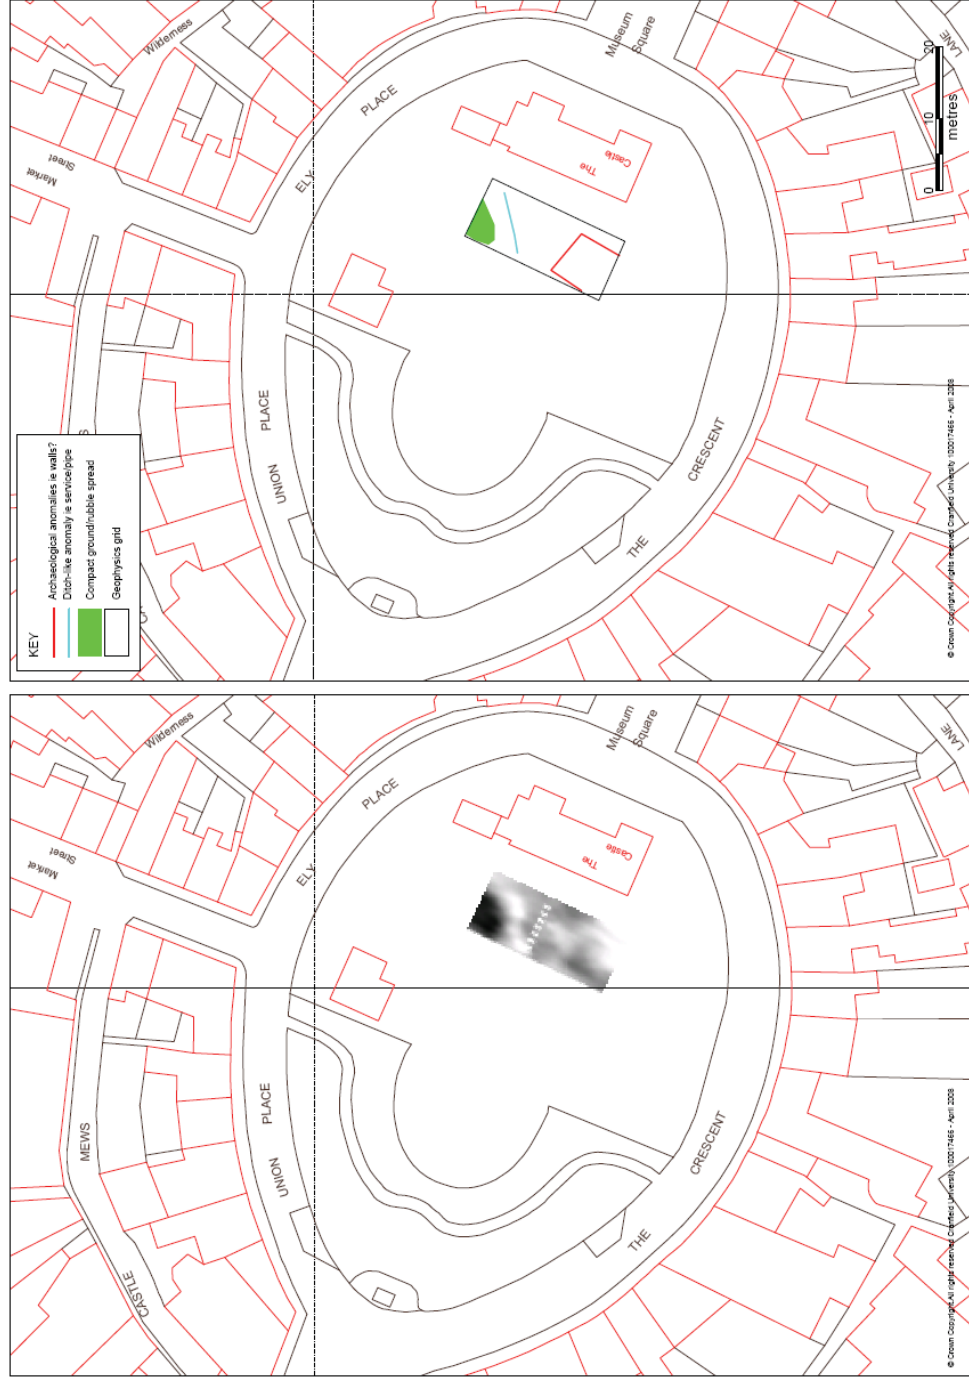 Wilderness
Market
Street
ELY
PLACE
Museum
Square
LANE
0 10 20
metres
The
Castle
UNION
PLACE
THE
CRESCENT
KEY
Archaeological anomalies ie walls?
Ditch-like anomaly ie service/pipe
Compact ground/rubble spread
Geophysics grid
© Crown Copyright.All rights reserved Cranfield University 100017466 - April 2008
Wilderness
Market
Street
ELY
PLACE
Museum
Square
LANE
The
Castle
CASTLE
MEWS
UNION
PLACE
THE
CRESCENT
© Crown Copyright.All rights reserved Cranfield University 100017466 - April 2008